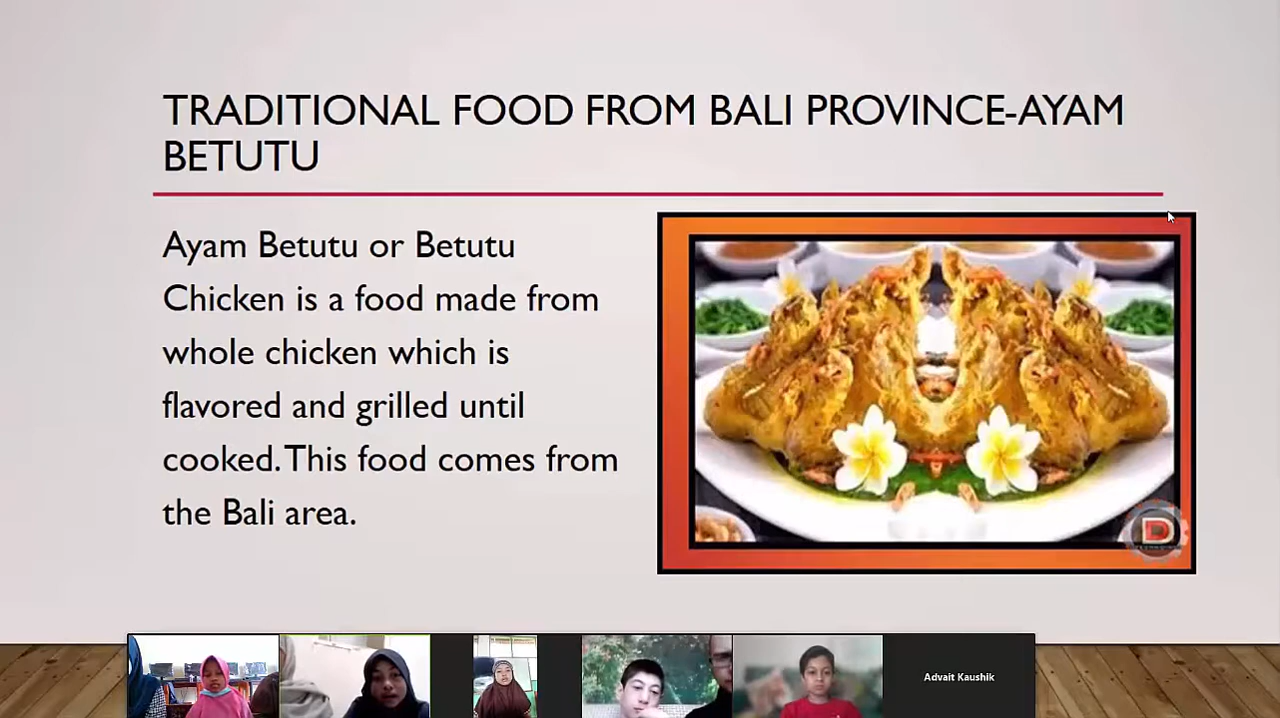 TRADITIONAL FOOD FROM BALI PROVINCE-AYAM
BETUTU
Ayam Betutu or Betutu
Chicken is a food made from
whole chicken which is
flavored and grilled until
cooked. This food comes from
the Bali area.
D
Advait Kaushik